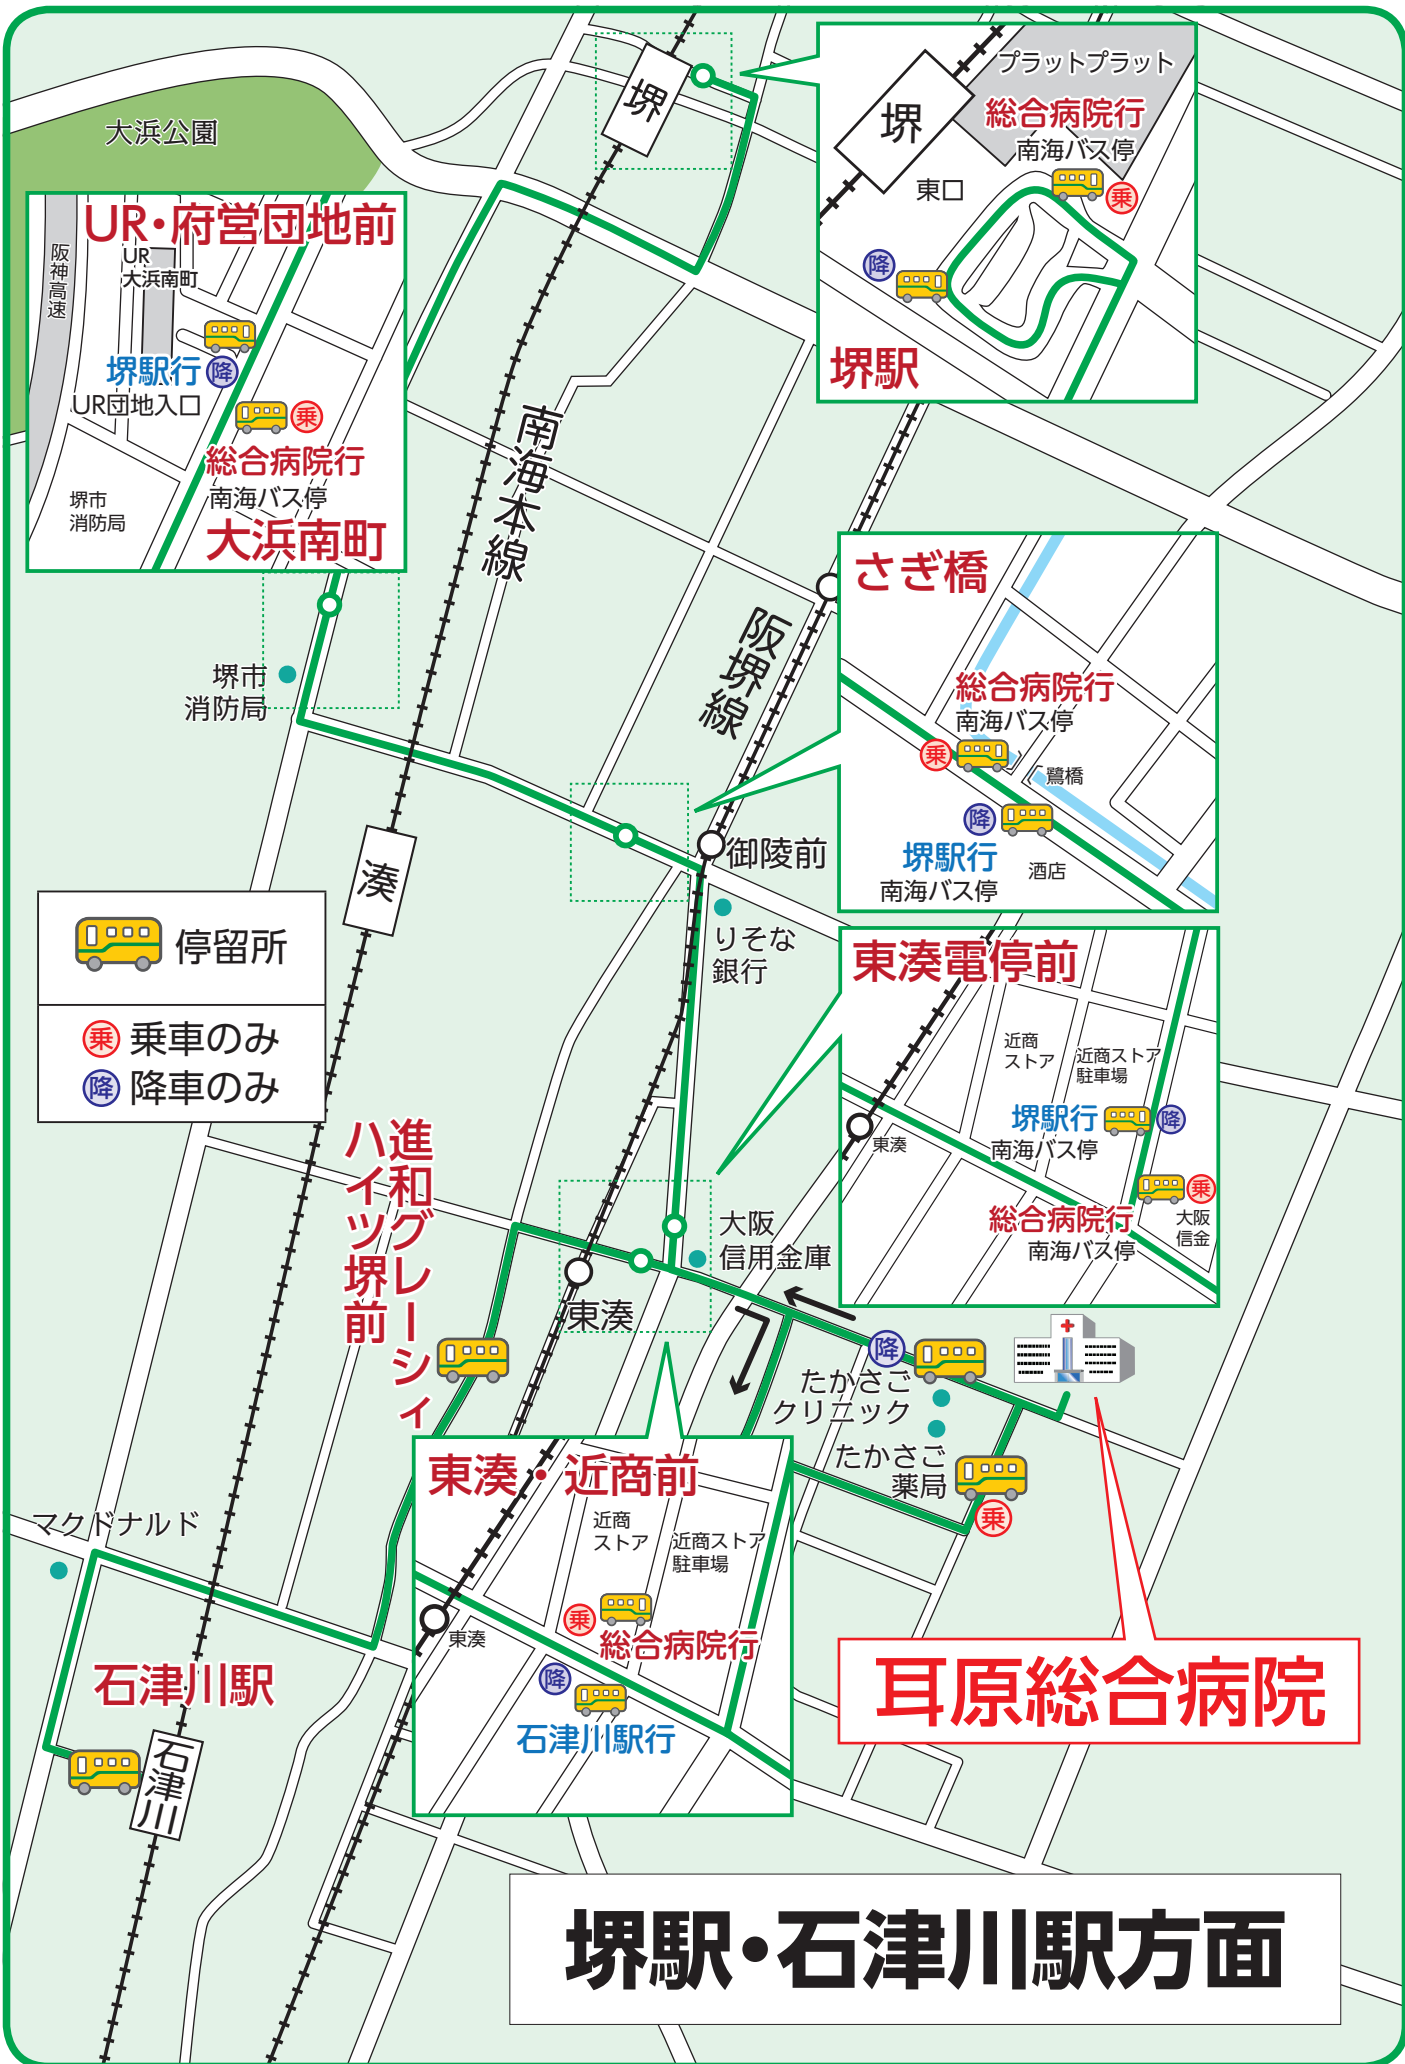 大浜公園
堺
プラットプラット
堺
総合病院行
南海バス停
乗
東口
降
堺駅
UR・府営団地前
阪神高速
UR
大浜南町
堺駅行
降
UR団地入口
乗
総合病院行
南海バス停
堺市
消防局
大浜南町
南海本線
さぎ橋
総合病院行
南海バス停
乗
鷺橋
降
堺駅行
南海バス停
酒店
阪堺線
堺市
消防局
湊
御陵前
りそな
銀行
停留所
乗 乗車のみ
降 降車のみ
東湊電停前
近商
ストア
近商ストア
駐車場
堺駅行
降
南海バス停
東湊
乗
総合病院行
南海バス停
大阪
信金
進和グレーシィ
ハイツ堺前
大阪
信用金庫
東湊
降
たかさご
クリニック
たかさご
薬局
乗
東湊・近商前
近商
ストア
近商ストア
駐車場
乗
総合病院行
東湊
降
石津川駅行
マクドナルド
石津川駅
石津川
耳原総合病院
堺駅・石津川駅方面